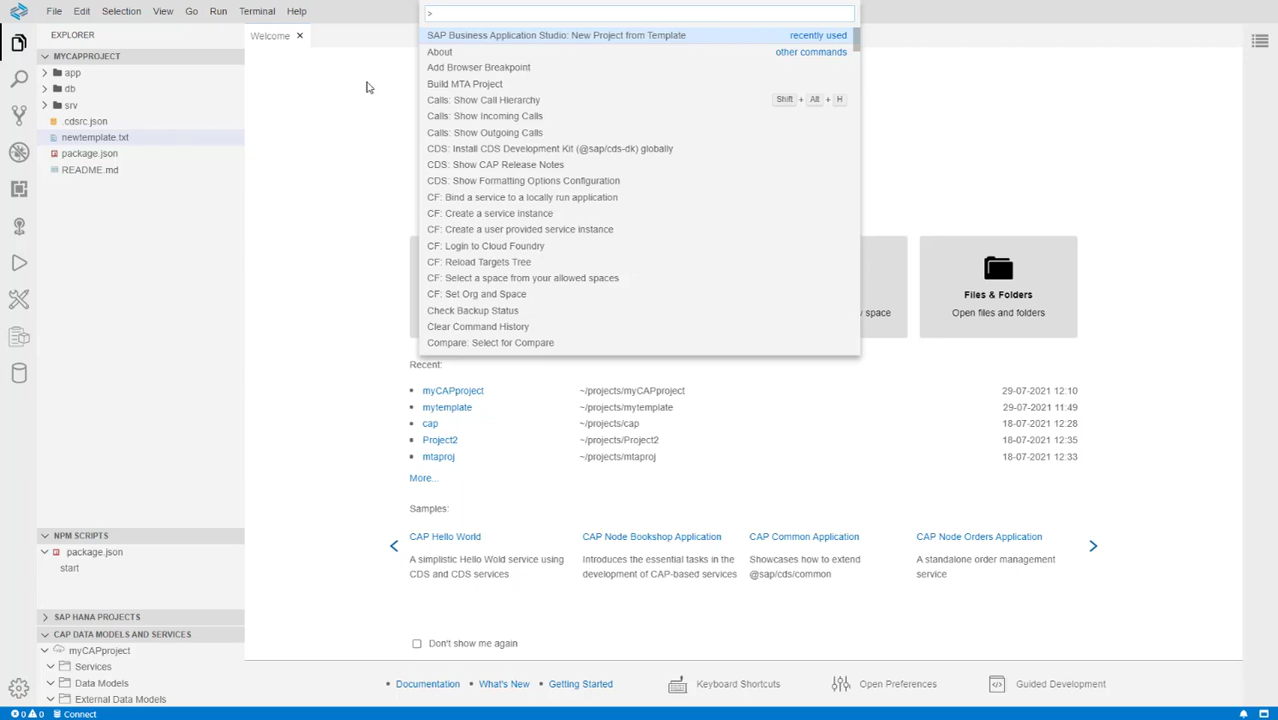 File Edit Selection View Go Run Terminal Help
>
EXPLORER
Welcome ×
SAP Business Application Studio: New Project from Template recently used
About other commands
Add Browser Breakpoint
Build MTA Project
Calls: Show Call Hierarchy Shift + Alt + H
Calls: Show Incoming Calls
Calls: Show Outgoing Calls
CDS: Install CDS Development Kit (@sap/cds-dk) globally
CDS: Show CAP Release Notes
CDS: Show Formatting Options Configuration
CF: Bind a service to a locally run application
CF: Create a service instance
CF: Create a user provided service instance
CF: Login to Cloud Foundry
CF: Reload Targets Tree
CF: Select a space from your allowed spaces
CF: Set Org and Space
Check Backup Status
Clear Command History
Compare: Select for Compare
MYCAPPROJECT
app
db
srv
.cdsrc.json
newtemplate.txt
package.json
README.md
space
Files & Folders
Open files and folders
Recent:
myCAPproject ~/projects/myCAPproject 29-07-2021 12:10
mytemplate ~/projects/mytemplate 29-07-2021 11:49
cap ~/projects/cap 18-07-2021 12:28
Project2 ~/projects/Project2 18-07-2021 12:35
mtaproj ~/projects/mtaproj 18-07-2021 12:33
More...
Samples:
CAP Hello World
A simplistic Hello Wold service using
CDS and CDS services
CAP Node Bookshop Application
Introduces the essential tasks in the
development of CAP-based services
CAP Common Application
Showcases how to extend
@sap/cds/common
CAP Node Orders Application
A standalone order management
service
Don't show me again
NPM SCRIPTS
package.json
start
SAP HANA PROJECTS
CAP DATA MODELS AND SERVICES
myCAPproject
Services
Data Models
External Data Models
Documentation What's New Getting Started Keyboard Shortcuts Open Preferences Guided Development
0 0 Connect